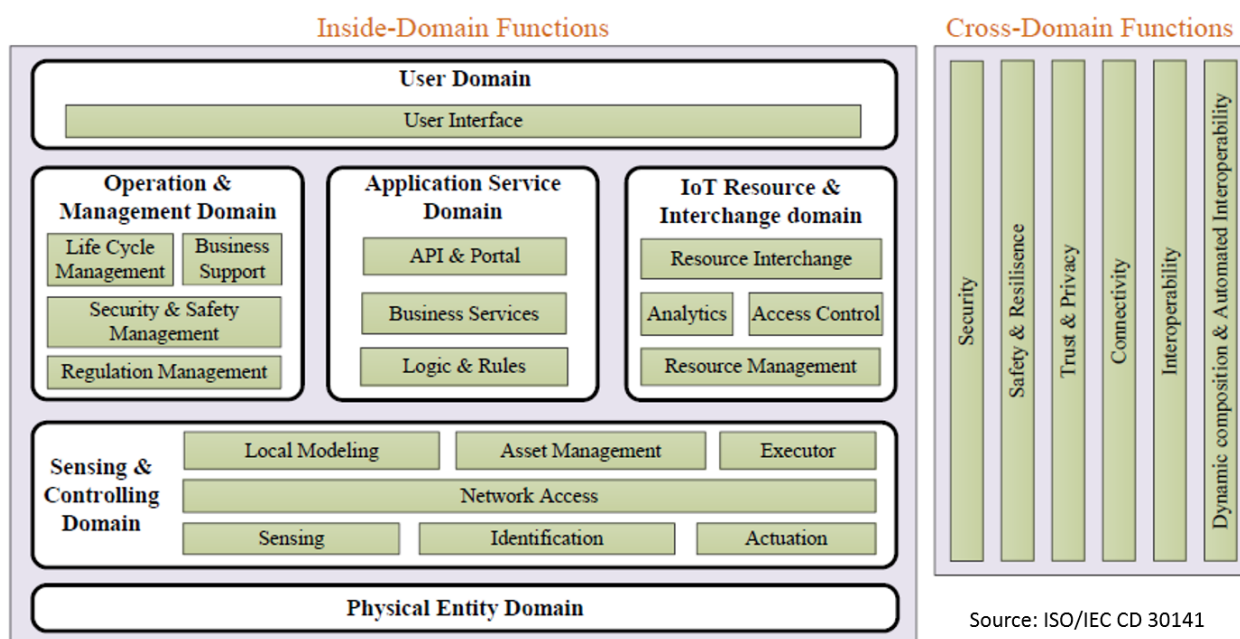 Inside-Domain Functions
Cross-Domain Functions
User Domain
User Interface
Operation &
Management Domain
Life Cycle
Management
Business
Support
Security & Safety
Management
Regulation Management
Application Service
Domain
API & Portal
Business Services
Logic & Rules
IoT Resource &
Interchange domain
Resource Interchange
Analytics
Access Control
Resource Management
Sensing &
Controlling
Domain
Local Modeling
Asset Management
Executor
Network Access
Sensing
Identification
Actuation
Physical Entity Domain
Security
Safety & Resilisence
Trust & Privacy
Connectivity
Interoperability
Dynamic composition & Automated Interoperability
Source: ISO/IEC CD 30141